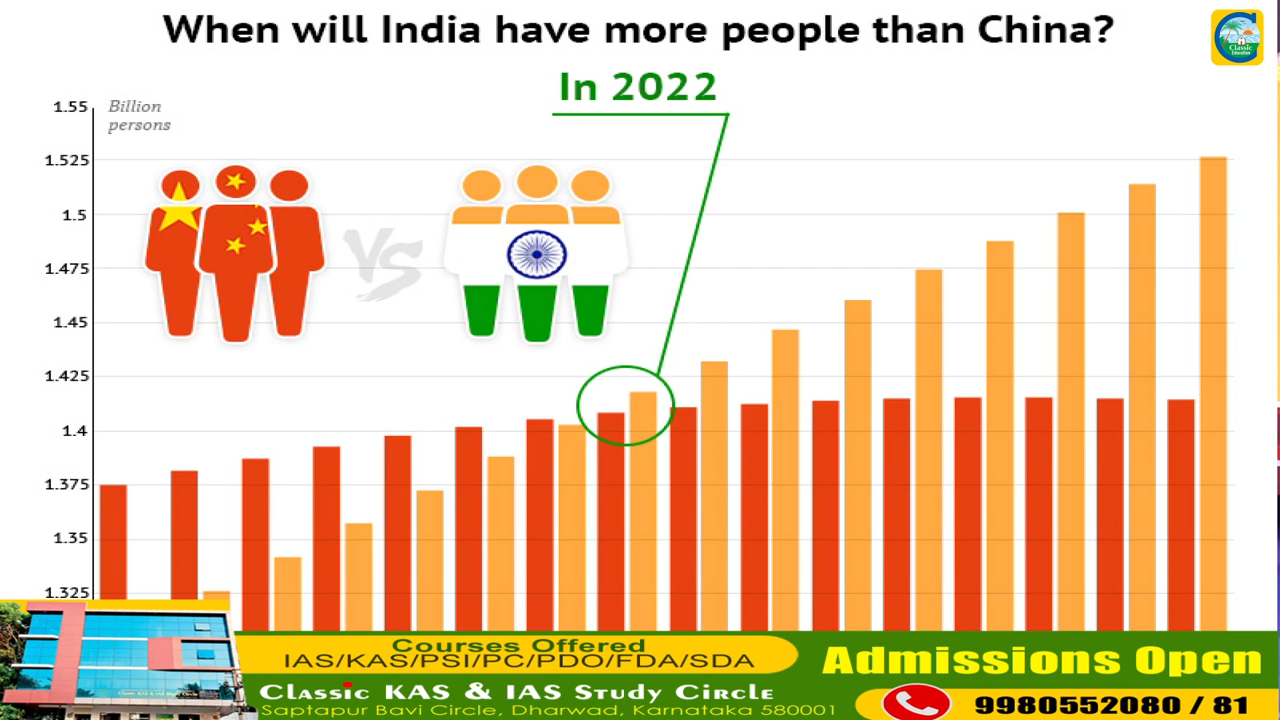 When will India have more people than China?
Classic
Education
In 2022
Billion
persons
1.55
1.525
1.5
1.475
1.45
1.425
1.4
1.375
1.35
1.325
VS
Courses Offered
IAS/KAS/PSI/PC/PDO/FDA/SDA
Classic KAS & IAS Study Circle
Saptapur Bavi Circle, Dharwad, Karnataka 580001
Admissions Open
9980552080 / 81